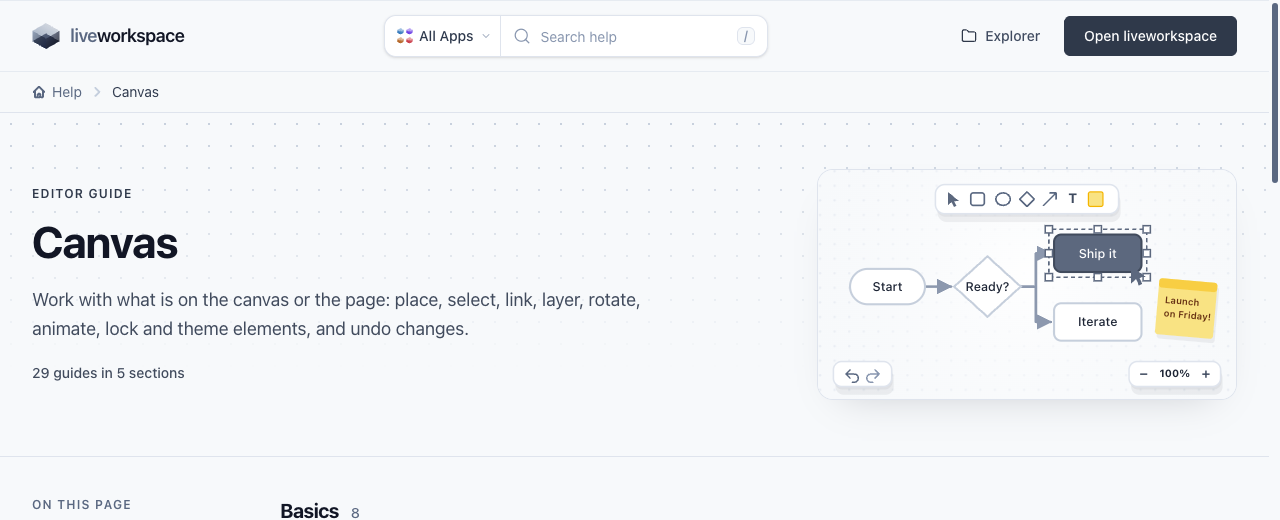 liveworkspace
All Apps
Search help
/
Explorer
Open liveworkspace
Help
Canvas
EDITOR GUIDE
Canvas
Work with what is on the canvas or the page: place, select, link, layer, rotate,
animate, lock and theme elements, and undo changes.
29 guides in 5 sections
T
Ship it
Start
Ready?
Launch
on Friday!
Iterate
− 100% +
ON THIS PAGE
Basics 8